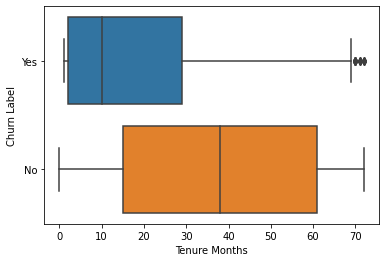 Churn Label
Yes
No
0 10 20 30 40 50 60 70
Tenure Months